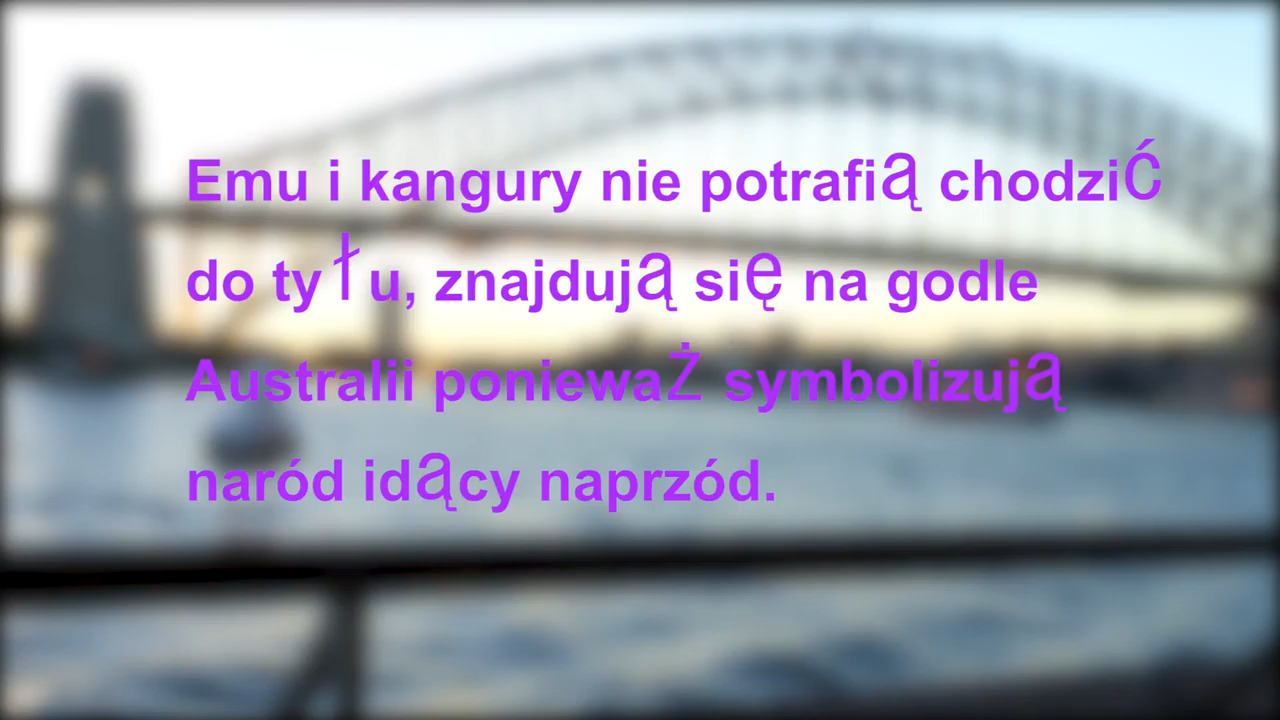 Emu i kangury nie potrafią chodzić
do tyłu, znajdują się na godle
Australii ponieważ symbolizują
naród idący naprzód.